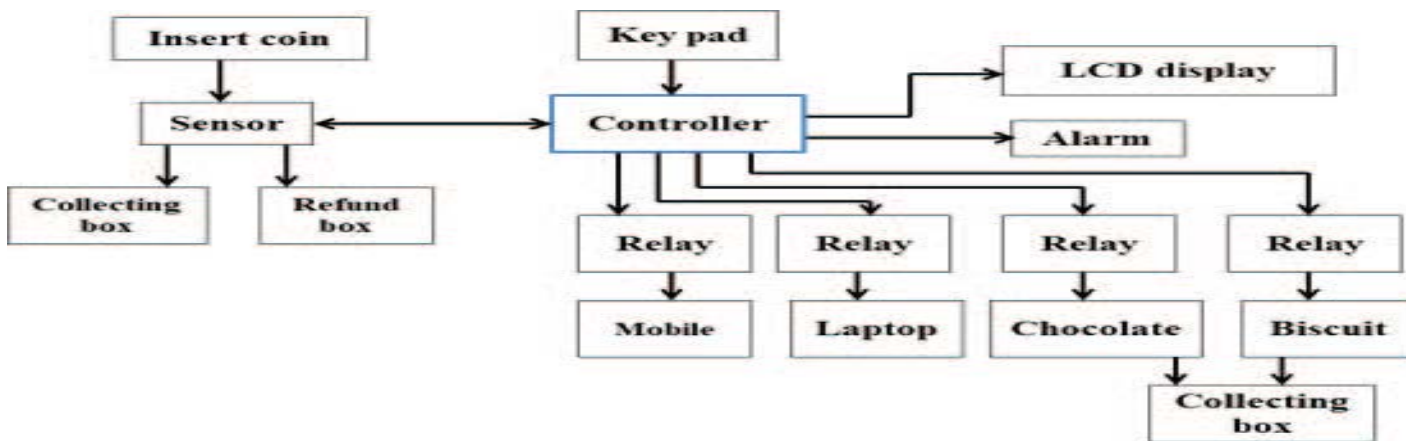 Insert coin
Key pad
LCD display
Sensor
Controller
Alarm
Collecting
box
Refund
box
Relay
Relay
Relay
Relay
Mobile
Laptop
Chocolate
Biscuit
Collecting
box